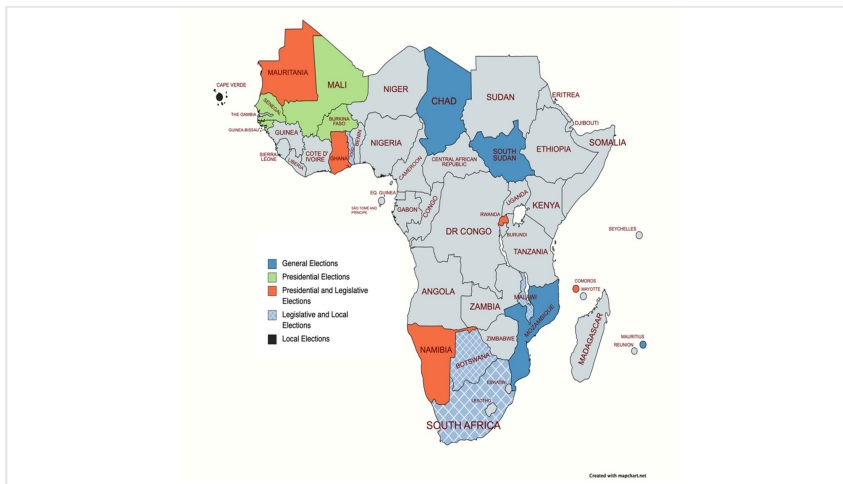 MAURITANIA
CAPE VERDE
MALI
NIGER
CHAD
SUDAN
ERITREA
SENEGAL
THE GAMBIA
BURKINA
FASO
DJIBOUTI
GUINEA-BISSAU
GUINEA
BENIN
NIGERIA
SOUTH
SUDAN
ETHIOPIA
SOMALIA
SIERRA
LEONE
LIBERIA
COTE D'
IVOIRE
GHANA
CAMEROON
CENTRAL AFRICAN
REPUBLIC
EQ. GUINEA
SÃO TOMÉ AND
PRINCIPE
GABON
CONGO
DR CONGO
UGANDA
KENYA
RWANDA
BURUNDI
TANZANIA
SEYCHELLES
General Elections
Presidential Elections
Presidential and Legislative
Elections
Legislative and Local
Elections
Local Elections
ANGOLA
ZAMBIA
MALAWI
MOZAMBIQUE
COMOROS
MAYOTTE
ZIMBABWE
MADAGASCAR
MAURITIUS
REUNION
NAMIBIA
BOTSWANA
LESOTHO
SOUTH AFRICA
Created with mapchart.net